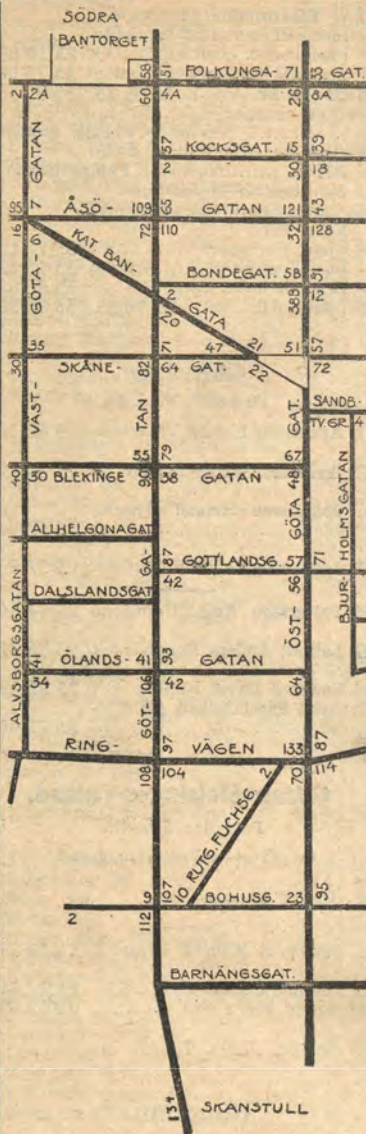 SÖDRA
BANTORGET
58 51 FOLKUNGA- 71 33 GAT.
2 2A 60 4A 26 8A
GATAN
57 KOCKSGAT. 15 39
2 30 18
95 7 ÅSÖ- 109 65 GATAN 121 43
16 6 KAT. BAN- 72 110 32 128
GÖTA-
BONDEGAT. 58 51
2 38B 12
20 GATA 21
35 71 47 51 57
30 SKÅNE- 82 64 GAT. 22 72
VÄST- TAN GAT. SANDB-
TV.GR. 4
55 79 67
40 30 BLEKINGE 90 38 GATAN 48
HOLMSGATAN
ALLHELGONAGAT. GÖTA
GA- 87 GOTTLANDSG. 57 71
DALSLANDSGAT. 42 56
BJUR-
ALVSBORGSGATAN ÖST-
41 ÖLANDS- 41 93 GATAN
34 106 42 64
GÖT-
RING- 97 VÄGEN 133 87
108 104 2 70 114
10 RUTG. FUCHSG.
9 107 BOHUSG. 23 95
2 112
BARNÄNGSGAT.
134 SKANSTULL